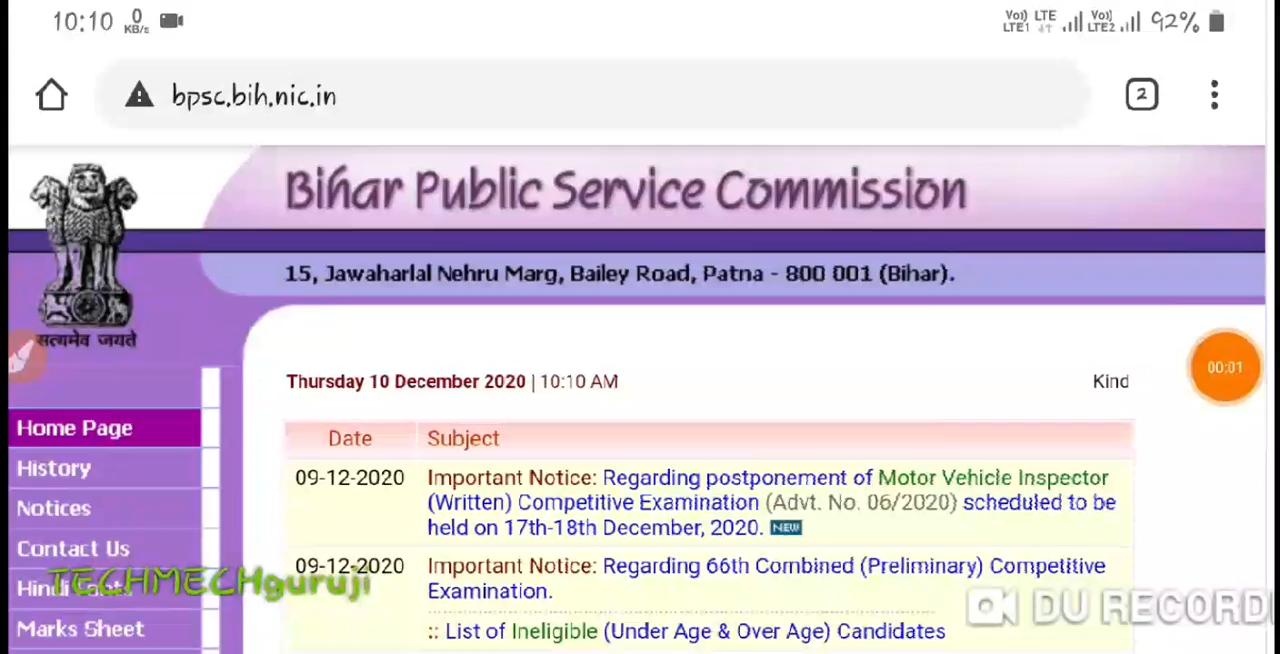 10:10 0 KB/s Vo) LTE1 LTE Vo) LTE2 92%
bpsc.bih.nic.in 2
Bihar Public Service Commission
15, Jawaharlal Nehru Marg, Bailey Road, Patna - 800 001 (Bihar).
सत्यमेव जयते
00:01
Thursday 10 December 2020 | 10:10 AM Kind
Home Page
History
Notices
Contact Us
Hindi
Marks Sheet
Date Subject
09-12-2020 Important Notice: Regarding postponement of Motor Vehicle Inspector
(Written) Competitive Examination (Advt. No. 06/2020) scheduled to be
held on 17th-18th December, 2020. NEW
09-12-2020 Important Notice: Regarding 66th Combined (Preliminary) Competitive
Examination.
:: List of Ineligible (Under Age & Over Age) Candidates
TECHMECHguruji
DU RECORD